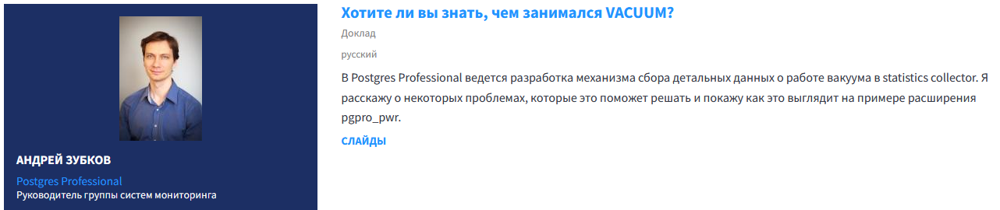 АНДРЕЙ ЗУБКОВ
Postgres Professional
Руководитель группы систем мониторинга
Хотите ли вы знать, чем занимался VACUUM?
Доклад
русский
В Postgres Professional ведется разработка механизма сбора детальных данных о работе вакуума в statistics collector. Я
расскажу о некоторых проблемах, которые это поможет решать и покажу как это выглядит на примере расширения
pgpro_pwr.
СЛАЙДЫ